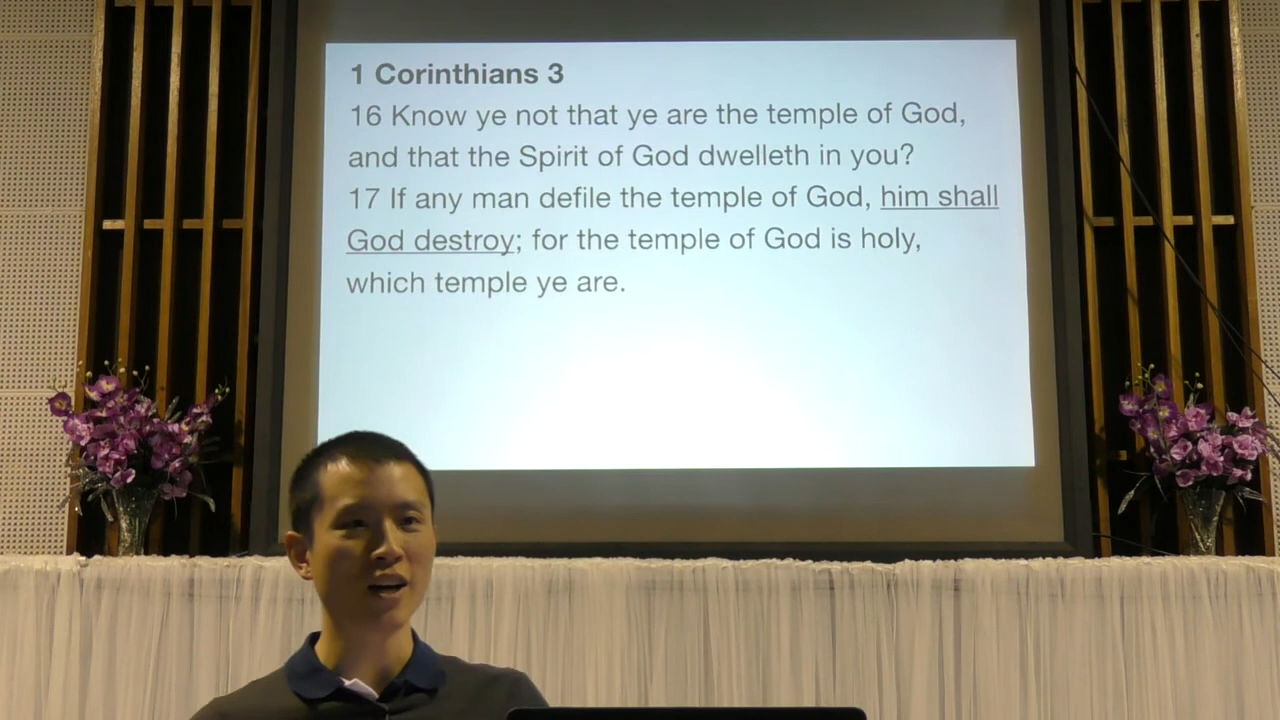 1 Corinthians 3
16 Know ye not that ye are the temple of God,
and that the Spirit of God dwelleth in you?
17 If any man defile the temple of God, him shall
God destroy; for the temple of God is holy,
which temple ye are.